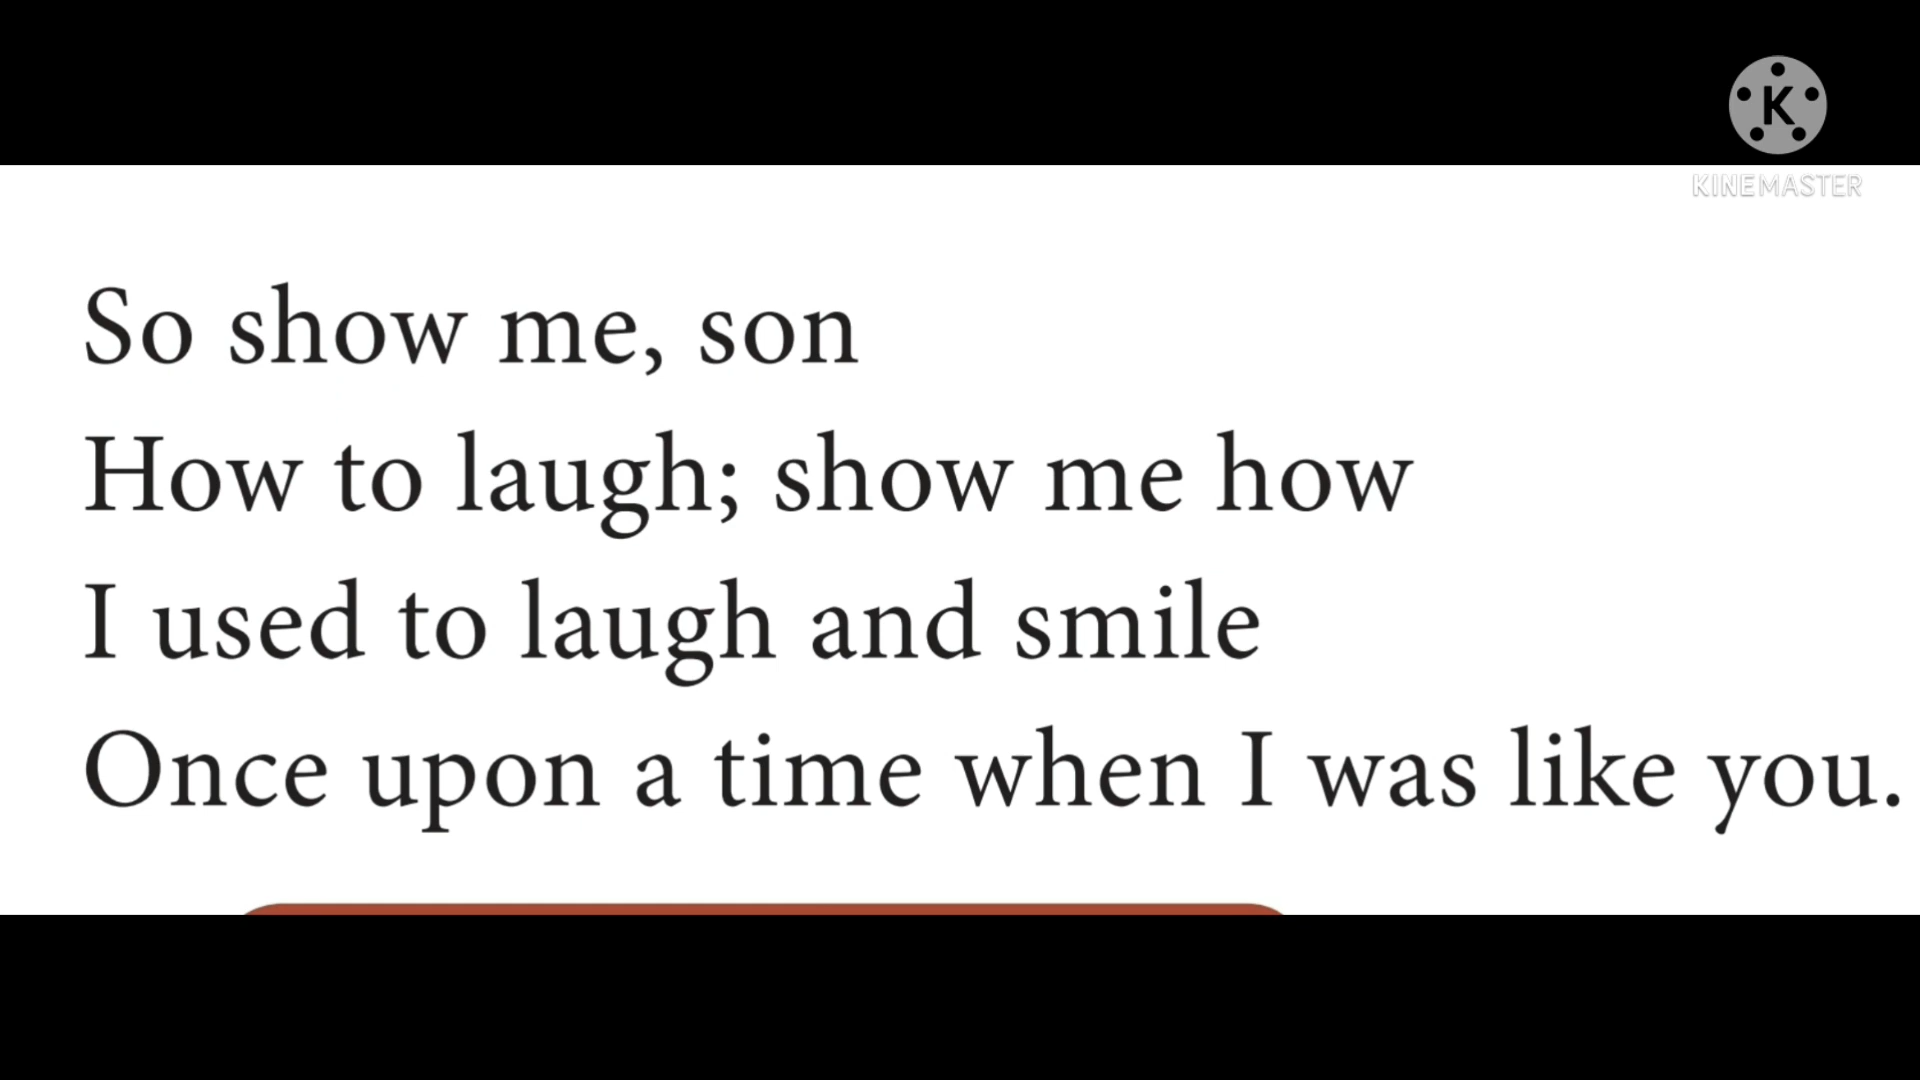 K
KINEMASTER
So show me, son
How to laugh; show me how
I used to laugh and smile
Once upon a time when I was like you.